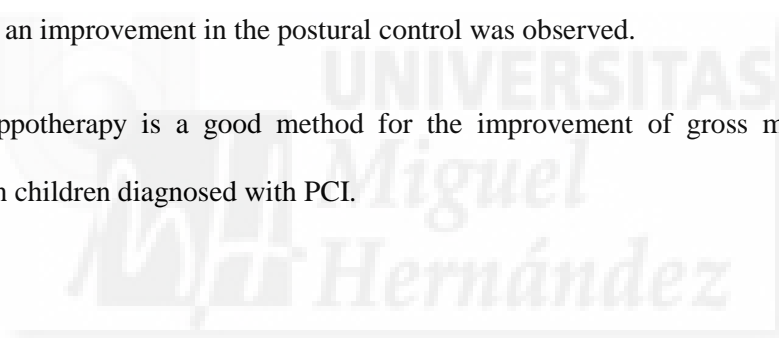 an improvement in the postural control was observed.
UNIVERSITAS
ppotherapy is a good method for the improvement of gross m
children diagnosed with PCI.
Miguel
Hernández